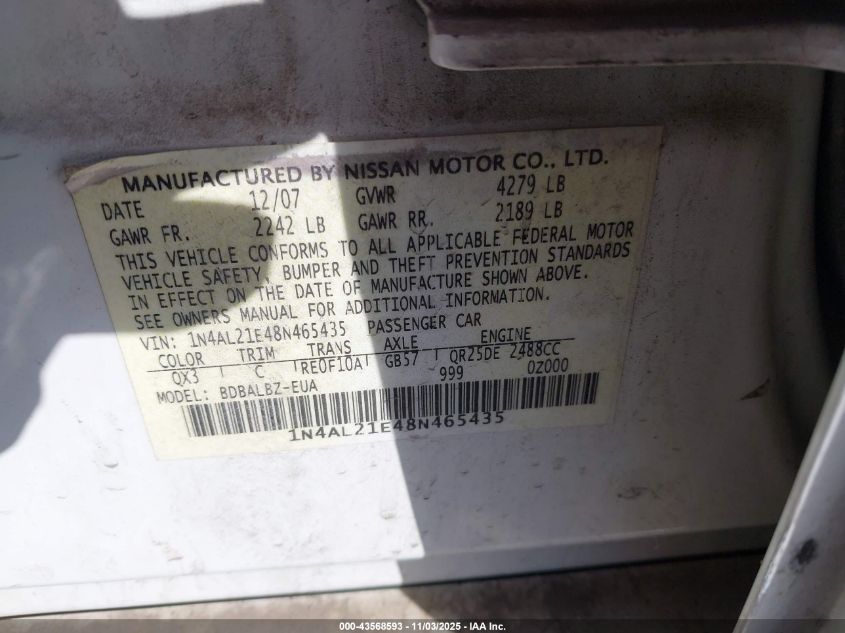 MANUFACTURED BY NISSAN MOTOR CO., LTD.
DATE 12/07 GVWR 4279 LB
GAWR FR. 2242 LB GAWR RR. 2189 LB
THIS VEHICLE CONFORMS TO ALL APPLICABLE FEDERAL MOTOR
VEHICLE SAFETY, BUMPER AND THEFT PREVENTION STANDARDS
IN EFFECT ON THE DATE OF MANUFACTURE SHOWN ABOVE.
SEE OWNERS MANUAL FOR ADDITIONAL INFORMATION.
VIN: 1N4AL21E48N465435 PASSENGER CAR
COLOR TRIM TRANS AXLE ENGINE
QX3 C RE0F10A GB57 QR25DE 2488CC
MODEL: BDBALBZ-EUA 999 0Z000
1N4AL21E48N465435
000-43568593 - 11/03/2025 - IAA Inc.